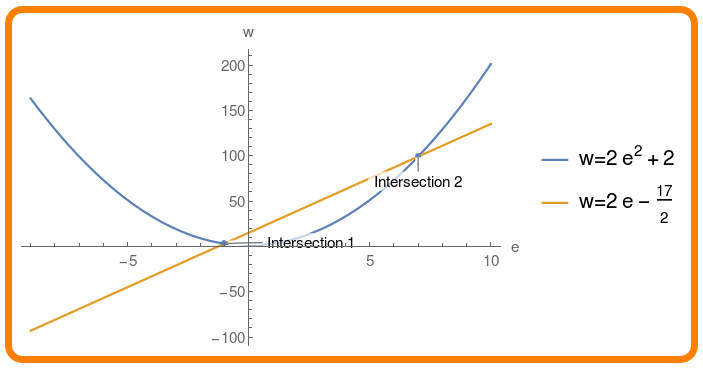 w
200
150
100
50
−50
−100
−5
5
10
e
Intersection 1
Intersection 2
w=2 e² + 2
w=2 e − 17/2